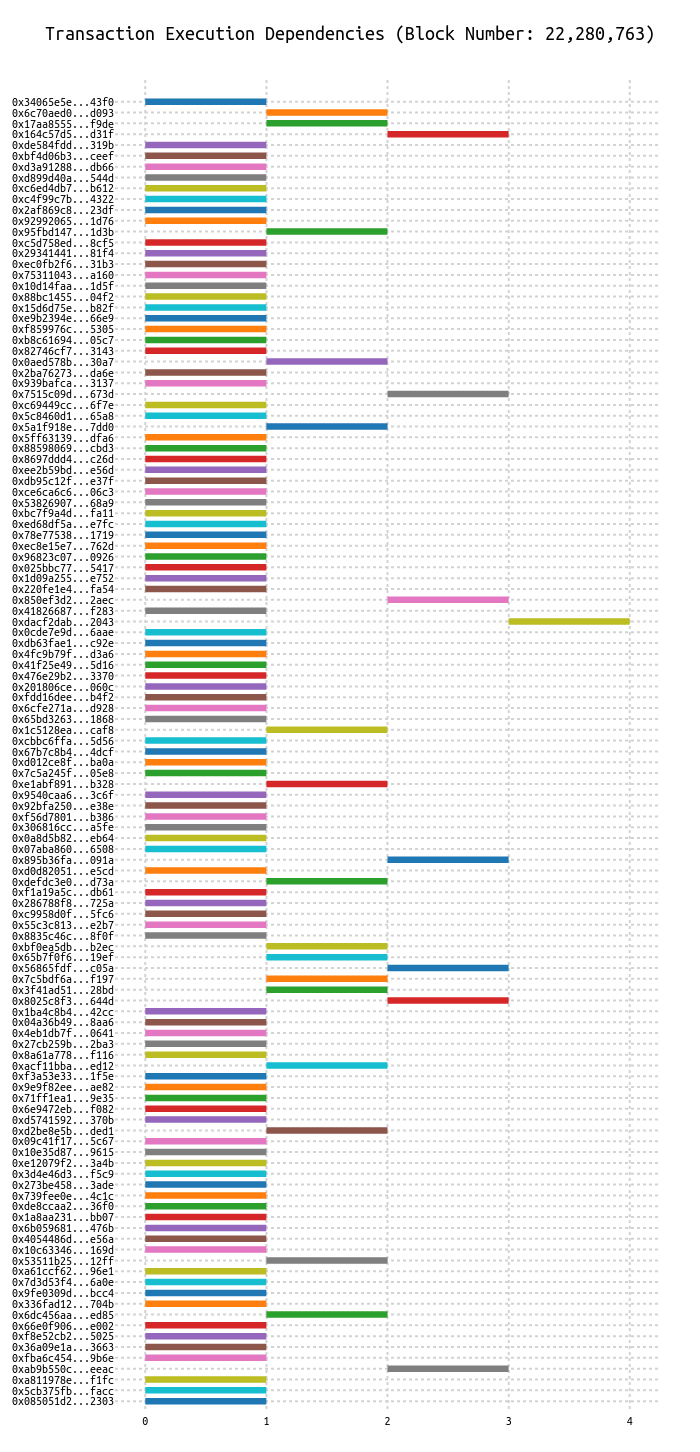 Transaction Execution Dependencies (Block Number: 22,280,763)
0x34065e5e...43f0
0x6c70aed0...d093
0x17aa8555...f9de
0x164c57d5...d31f
0xde584fdd...319b
0xbf4d06b3...ceef
0xd3a91288...db66
0xd899d40a...544d
0xc6ed4db7...b612
0xc4f99c7b...4322
0x2af869c8...23df
0x92992065...1d76
0x95fbd147...1d3b
0xc5d758ed...8cf5
0x29341441...81f4
0xec0fb2f6...31b3
0x75311043...a160
0x10d14faa...1d5f
0x88bc1455...04f2
0x15d6d75e...b82f
0xe9b2394e...66e9
0xf859976c...5305
0xb8c61694...05c7
0x82746cf7...3143
0x0aed578b...30a7
0x2ba76273...da6e
0x939bafca...3137
0x7515c09d...673d
0xc69449cc...6f7e
0x5c8460d1...65a8
0x5a1f918e...7dd0
0x5ff63139...dfa6
0x88598069...cbd3
0x8697ddd4...c26d
0xee2b59bd...e56d
0xdb95c12f...e37f
0xce6ca6c6...06c3
0x53826907...68a9
0xbc7f9a4d...fa11
0xed68df5a...e7fc
0x78e77538...1719
0xec8e15e7...762d
0x96823c07...0926
0x025bbc77...5417
0x1d09a255...e752
0x220fe1e4...fa54
0x850ef3d2...2aec
0x41826687...f283
0xdacf2dab...2043
0x0cde7e9d...6aae
0xdb63fae1...c92e
0x4fc9b79f...d3a6
0x41f25e49...5d16
0x476e29b2...3370
0x201806ce...060c
0xfdd16dee...b4f2
0x6cfe271a...d928
0x65bd3263...1868
0x1c5128ea...caf8
0xcbbc6ffa...5d56
0x67b7c8b4...4dcf
0xd012ce8f...ba0a
0x7c5a245f...05e8
0xe1abf891...b328
0x9540caa6...3c6f
0x92bfa250...e38e
0xf56d7801...b386
0x306816cc...a5fe
0x0a8d5b82...eb64
0x07aba860...6508
0x895b36fa...091a
0xd0d82051...e5cd
0xdefdc3e0...d73a
0xf1a19a5c...db61
0x286788f8...725a
0xc9958d0f...5fc6
0x55c3c813...e2b7
0x8835c46c...8f0f
0xbf0ea5db...b2ec
0x65b7f0f6...19ef
0x56865fdf...c05a
0x7c5bdf6a...f197
0x3f41ad51...28bd
0x8025c8f3...644d
0x1ba4c8b4...42cc
0x04a36b49...8aa6
0x4eb1db7f...0641
0x27cb259b...2ba3
0x8a61a778...f116
0xacf11bba...ed12
0xf3a53e33...1f5e
0x9e9f82ee...ae82
0x71ff1ea1...9e35
0x6e9472eb...f082
0xd5741592...370b
0xd2be8e5b...ded1
0x09c41f17...5c67
0x10e35d87...9615
0xe12079f2...3a4b
0x3d4e46d3...f5c9
0x273be458...3ade
0x739fee0e...4c1c
0xde8ccaa2...36f0
0x1a8aa231...bb07
0x6b059681...476b
0x4054486d...e56a
0x10c63346...169d
0x53511b25...12ff
0xa61ccf62...96e1
0x7d3d53f4...6a0e
0x9fe0309d...bcc4
0x336fad12...704b
0x6dc456aa...ed85
0x66e0f906...e002
0xf8e52cb2...5025
0x36a09e1a...3663
0xfba6c454...9b6e
0xab9b550c...eeac
0xa811978e...f1fc
0x5cb375fb...facc
0x085051d2...2303
0 1 2 3 4